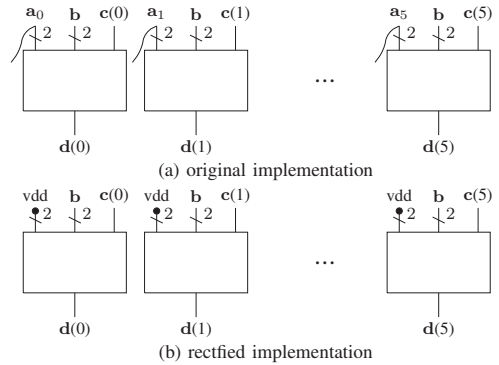 a₀ b c(0) a₁ b c(1) a₅ b c(5)
2 2 2 2 2 2
...
d(0) d(1) d(5)
(a) original implementation
vdd b c(0) vdd b c(1) vdd b c(5)
2 2 2 2 2 2
...
d(0) d(1) d(5)
(b) rectfied implementation